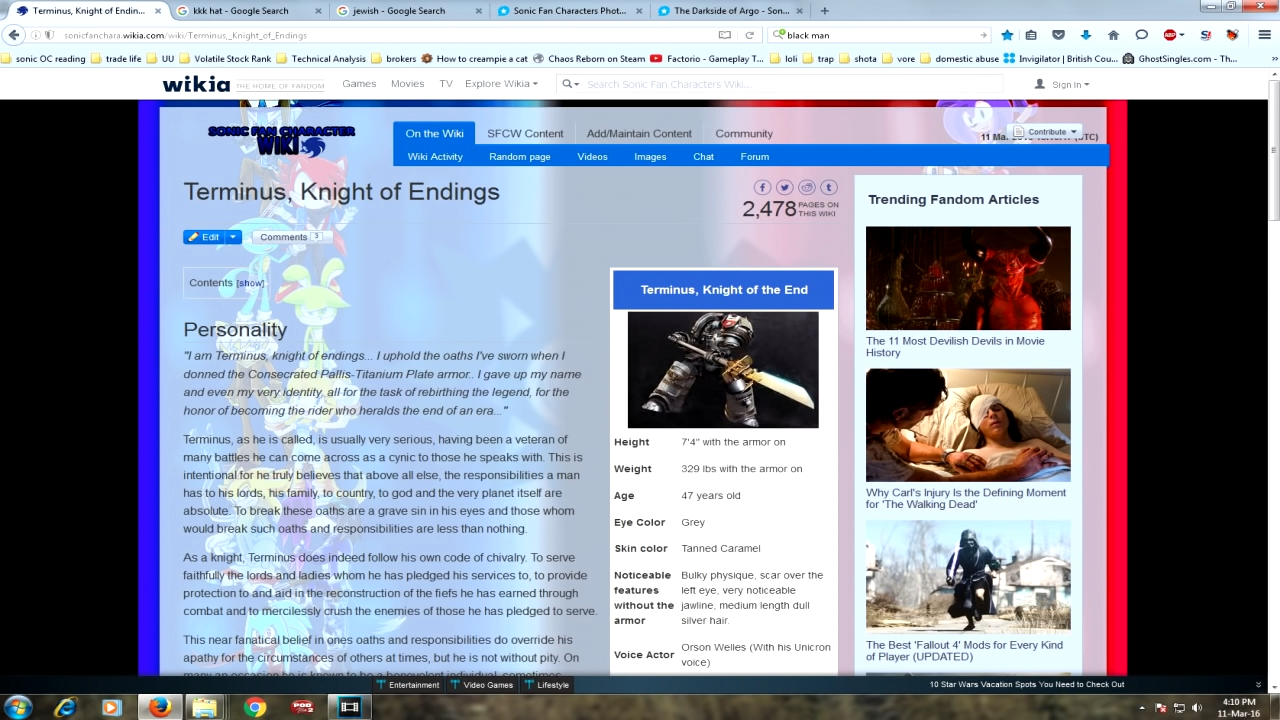 Terminus, Knight of Endin...
kkk hat - Google Search
jewish - Google Search
Sonic Fan Characters Phot...
The Darkside of Argo - Son...
sonicfanchara.wikia.com/wiki/Terminus,_Knight_of_Endings
black man
sonic OC reading
trade life
UU
Volatile Stock Rank
Technical Analysis
brokers
How to creampie a cat
Chaos Reborn on Steam
Factorio - Gameplay T...
loli
trap
shota
vore
domestic abuse
Invigilator | British Cou...
GhostSingles.com - Th...
wikia
THE HOME OF FANDOM
Games
Movies
TV
Explore Wikia
Search Sonic Fan Characters Wiki...
Sign In
SONIC FAN CHARACTER
WIKI
On the Wiki
SFCW Content
Add/Maintain Content
Community
Contribute
Wiki Activity
Random page
Videos
Images
Chat
Forum
Terminus, Knight of Endings
2,478 PAGES ON THIS WIKI
Edit
Comments 3
Contents [show]
Personality
"I am Terminus, knight of endings... I uphold the oaths I've sworn when I
donned the Consecrated Pallis-Titanium Plate armor.. I gave up my name
and even my very identity, all for the task of rebirthing the legend, for the
honor of becoming the rider who heralds the end of an era..."
Terminus, as he is called, is usually very serious, having been a veteran of
many battles he can come across as a cynic to those he speaks with. This is
intentional for he truly believes that above all else, the responsibilities a man
has to his lords, his family, to country, to god and the very planet itself are
absolute. To break these oaths are a grave sin in his eyes and those whom
would break such oaths and responsibilities are less than nothing.
As a knight, Terminus does indeed follow his own code of chivalry. To serve
faithfully the lords and ladies whom he has pledged his services to, to provide
protection to and aid in the reconstruction of the fiefs he has earned through
combat and to mercilessly crush the enemies of those he has pledged to serve.
This near fanatical belief in ones oaths and responsibilities do override his
apathy for the circumstances of others at times, but he is not without pity. On
many an occasion he is known to be a benevolent individual, sometimes
Terminus, Knight of the End
Height 7'4" with the armor on
Weight 329 lbs with the armor on
Age 47 years old
Eye Color Grey
Skin color Tanned Caramel
Noticeable features without the armor
Bulky physique, scar over the
left eye, very noticeable
jawline, medium length dull
silver hair.
Voice Actor Orson Welles (With his Unicron
voice)
Trending Fandom Articles
The 11 Most Devilish Devils in Movie
History
Why Carl's Injury Is the Defining Moment
for 'The Walking Dead'
The Best 'Fallout 4' Mods for Every Kind
of Player (UPDATED)
Entertainment
Video Games
Lifestyle
10 Star Wars Vacation Spots You Need to Check Out
4:10 PM
11-Mar-16